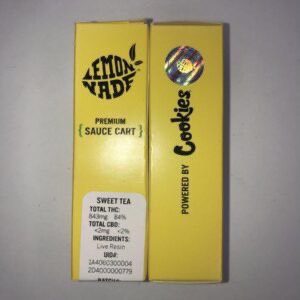 LEMON
NADE
PREMIUM
{ SAUCE CART }
SWEET TEA
TOTAL THC:
843mg 84%
TOTAL CBD:
<2mg <2%
INGREDIENTS:
Live Resin
UID#:
1A4060300004
2D4000000779
POWERED BY Cookies